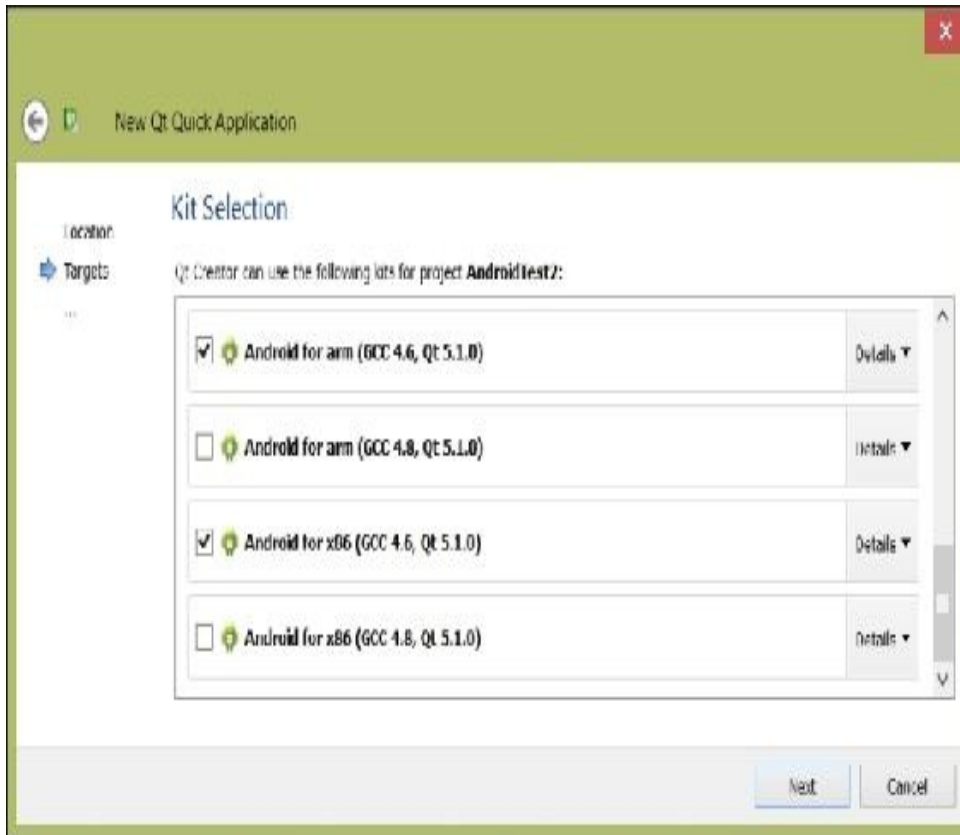 X
New Qt Quick Application
Kit Selection
Location
Targets
...
Qt Creator can use the following kits for project AndroidTest2:
Android for arm (GCC 4.6, Qt 5.1.0)
Details
Android for arm (GCC 4.8, Qt 5.1.0)
Details
Android for x86 (GCC 4.6, Qt 5.1.0)
Details
Android for x86 (GCC 4.8, Qt 5.1.0)
Details
Next
Cancel